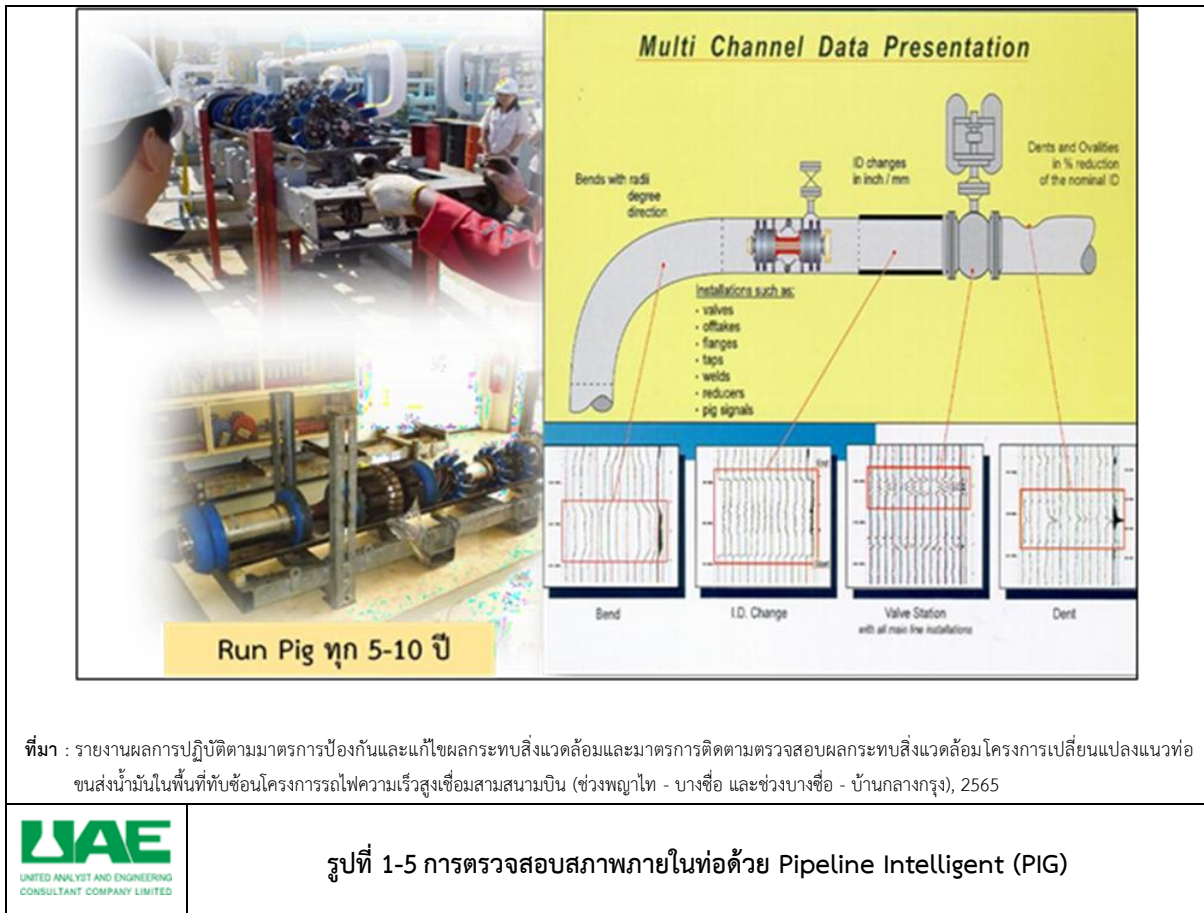 Multi Channel Data Presentation
Bends with radii
degree
direction
ID changes
in inch / mm
Dents and Ovalities
in % reduction
of the nominal ID
Installations such as:
- valves
- offtakes
- flanges
- taps
- welds
- reducers
- pig signals
Bend
I.D. Change
Valve Station
with all main line installations
Dent
Run Pig ทุก 5-10 ปี
ที่มา : รายงานผลการปฏิบัติตามมาตรการป้องกันและแก้ไขผลกระทบสิ่งแวดล้อมและมาตรการติดตามตรวจสอบผลกระทบสิ่งแวดล้อมโครงการเปลี่ยนแปลงแนวท่อ
ขนส่งน้ำมันในพื้นที่ทับซ้อนโครงการรถไฟความเร็วสูงเชื่อมสามสนามบิน (ช่วงพญาไท - บางซื่อ และช่วงบางซื่อ - บ้านกลางกรุง), 2565
UAE
UNITED ANALYST AND ENGINEERING
CONSULTANT COMPANY LIMITED
รูปที่ 1-5 การตรวจสอบสภาพภายในท่อด้วย Pipeline Intelligent (PIG)